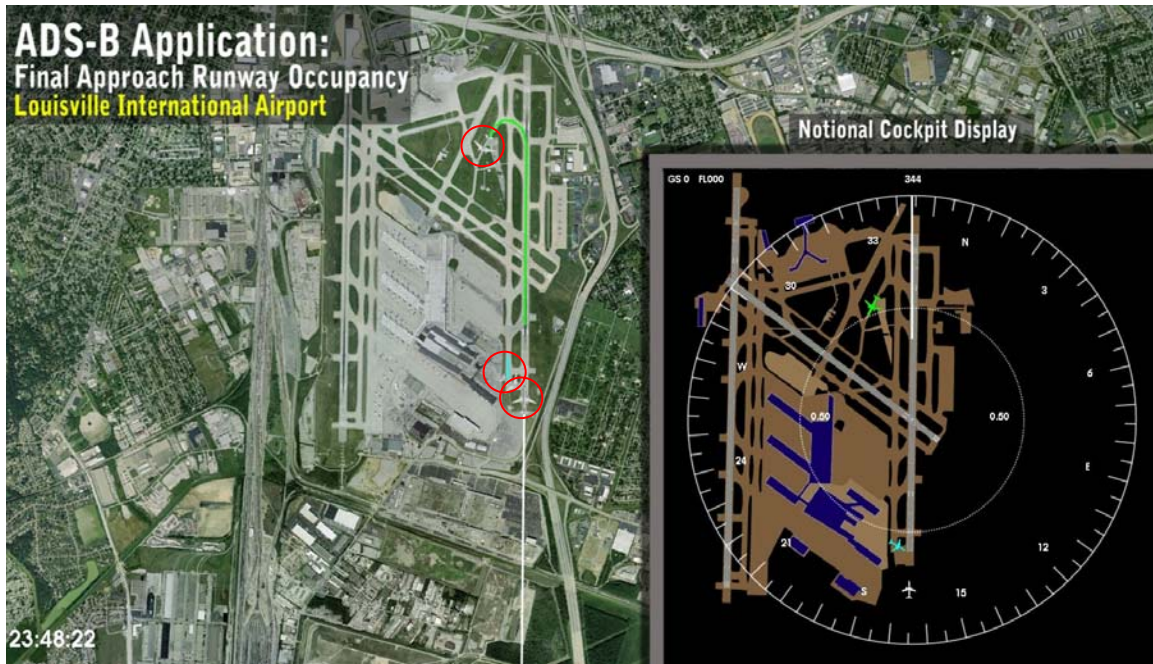 ADS-B Application:
Final Approach Runway Occupancy
Louisville International Airport
Notional Cockpit Display
GS 0 FL000
344
33
N
30
3
W
6
0.50
0.50
24
E
21
12
S
15
23:48:22